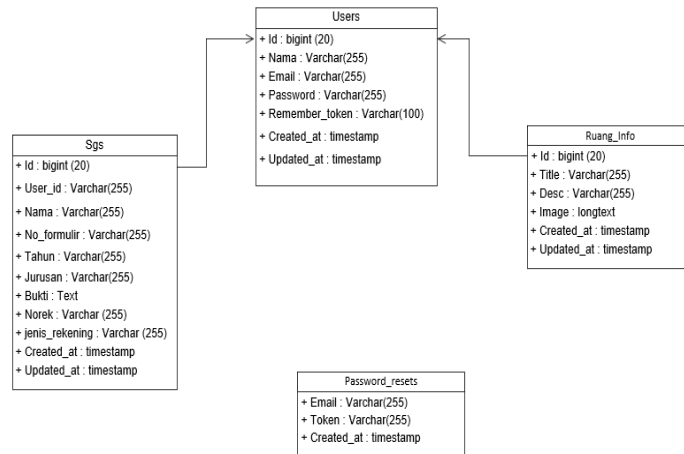 Users
+ Id : bigint (20)
+ Nama : Varchar(255)
+ Email : Varchar(255)
+ Password : Varchar(255)
+ Remember_token : Varchar(100)
+ Created_at : timestamp
+ Updated_at : timestamp
Sgs
+ Id : bigint (20)
+ User_id : Varchar(255)
+ Nama : Varchar(255)
+ No_formulir : Varchar(255)
+ Tahun : Varchar(255)
+ Jurusan : Varchar(255)
+ Bukti : Text
+ Norek : Varchar (255)
+ jenis_rekening : Varchar (255)
+ Created_at : timestamp
+ Updated_at : timestamp
Ruang_Info
+ Id : bigint (20)
+ Title : Varchar(255)
+ Desc : Varchar(255)
+ Image : longtext
+ Created_at : timestamp
+ Updated_at : timestamp
Password_resets
+ Email : Varchar(255)
+ Token : Varchar(255)
+ Created_at : timestamp